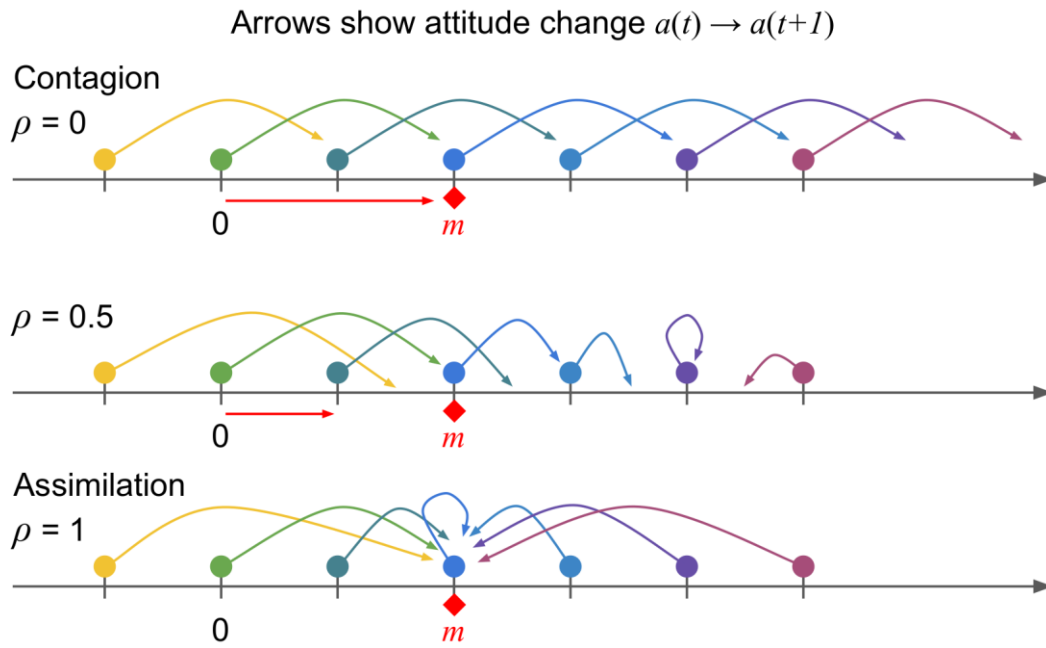 Arrows show attitude change a(t) → a(t+1)
Contagion
ρ = 0
0 m
ρ = 0.5
0 m
Assimilation
ρ = 1
0 m